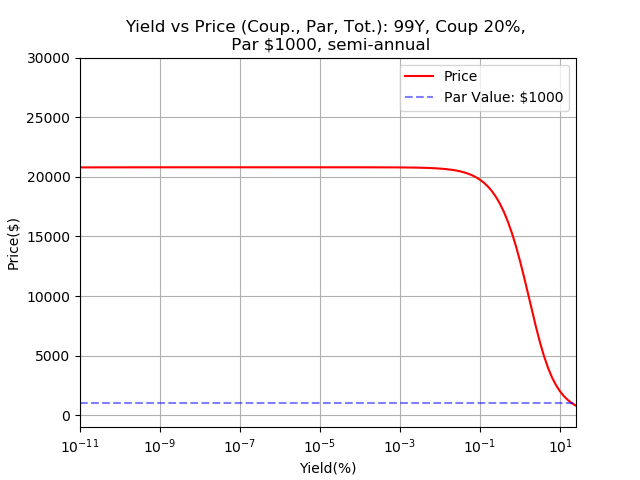 Yield vs Price (Coup., Par, Tot.): 99Y, Coup 20%,
Par $1000, semi-annual
Price
Par Value: $1000
Price($)
30000
25000
20000
15000
10000
5000
0
10⁻¹¹ 10⁻⁹ 10⁻⁷ 10⁻⁵ 10⁻³ 10⁻¹ 10¹
Yield(%)